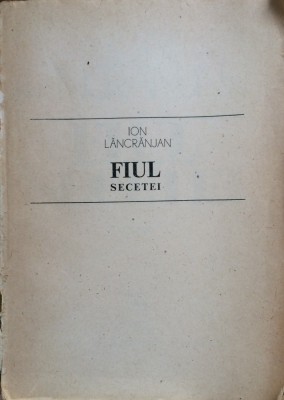 ION
LĂNCRĂNJAN
FIUL
SECETEI